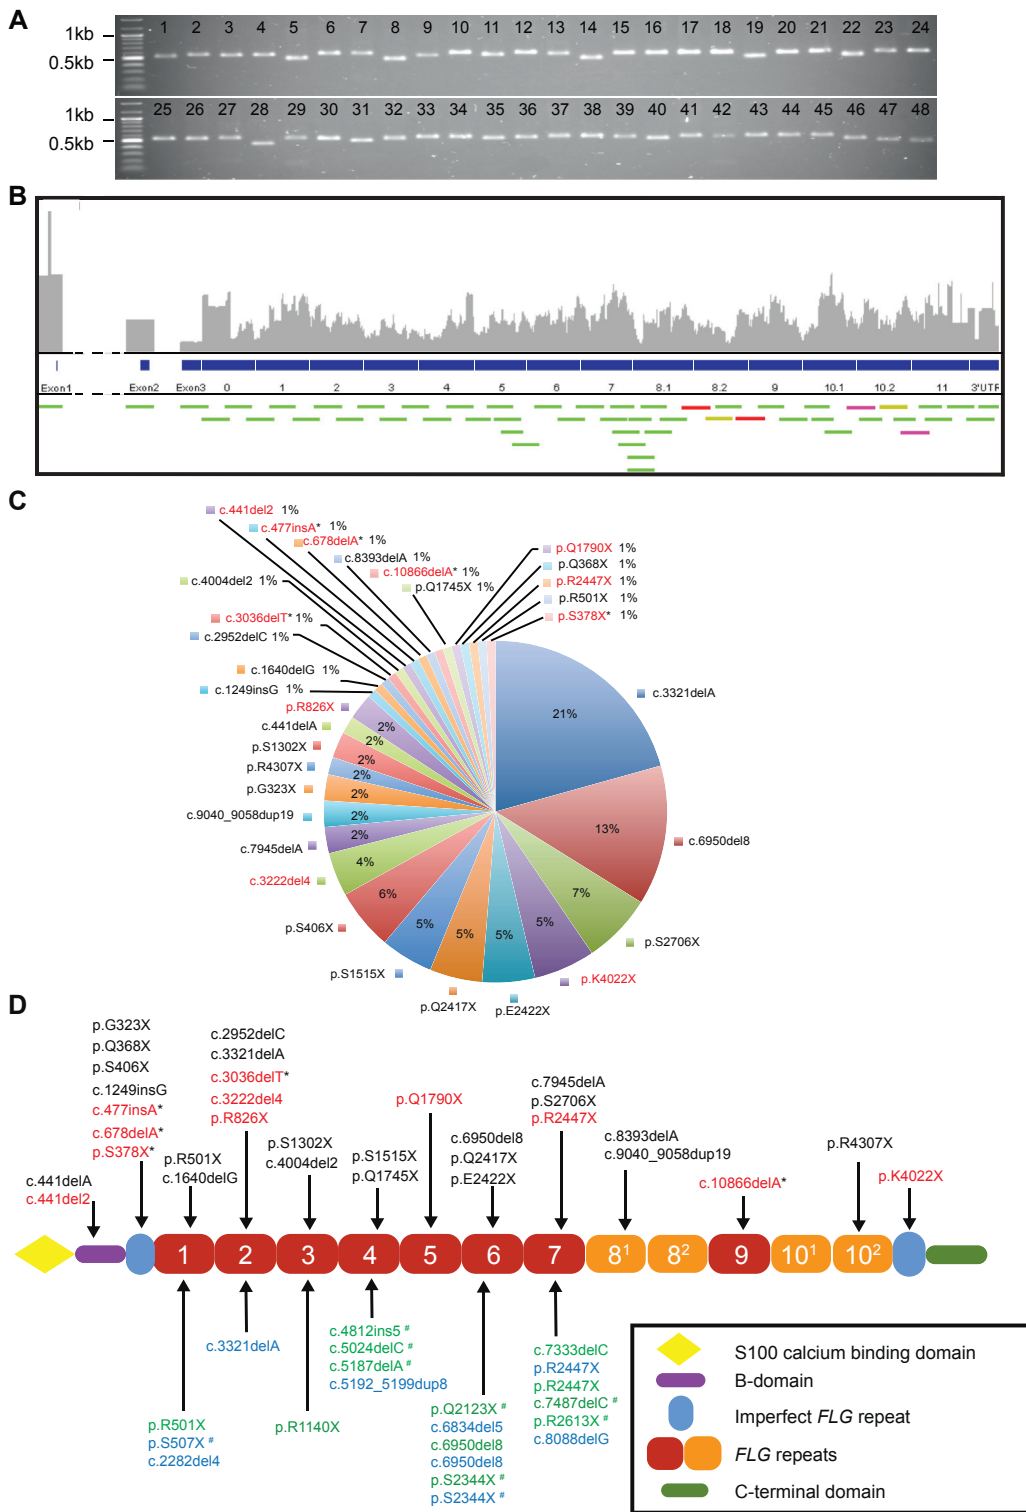 A
1kb
0.5kb
1 2 3 4 5 6 7 8 9 10 11 12 13 14 15 16 17 18 19 20 21 22 23 24
1kb
0.5kb
25 26 27 28 29 30 31 32 33 34 35 36 37 38 39 40 41 42 43 44 45 46 47 48
B
Exon1 Exon2 Exon3 0 1 2 3 4 5 6 7 8.1 8.2 9 10.1 10.2 11 3'UTR
C
c.441del2 1%
c.477insA* 1%
c.678delA* 1%
c.8393delA 1%
c.10866delA* 1%
p.Q1745X 1%
p.Q1790X 1%
p.Q368X 1%
p.R2447X 1%
p.R501X 1%
p.S378X* 1%
c.4004del2 1%
c.3036delT* 1%
c.2952delC 1%
c.1640delG 1%
c.1249insG 1%
p.R826X
c.441delA
p.S1302X
p.R4307X
p.G323X
c.9040_9058dup19
c.7945delA
c.3222del4
p.S406X
p.S1515X
p.Q2417X
p.E2422X
p.K4022X
p.S2706X
c.6950del8
c.3321delA
21%
13%
7%
5%
5%
5%
5%
6%
4%
2%
2%
2%
2%
2%
2%
2%
D
p.G323X
p.Q368X
p.S406X
c.1249insG
c.477insA*
c.678delA*
p.S378X*
c.441delA
c.441del2
p.R501X
c.1640delG
c.2952delC
c.3321delA
c.3036delT*
c.3222del4
p.R826X
p.S1302X
c.4004del2
p.S1515X
p.Q1745X
p.Q1790X
c.6950del8
p.Q2417X
p.E2422X
c.7945delA
p.S2706X
p.R2447X
c.8393delA
c.9040_9058dup19
c.10866delA*
p.R4307X
p.K4022X
1 2 3 4 5 6 7 8¹ 8² 9 10¹ 10²
p.R501X
p.S507X #
c.2282del4
c.3321delA
p.R1140X
c.4812ins5 #
c.5024delC #
c.5187delA #
c.5192_5199dup8
p.Q2123X #
c.6834del5
c.6950del8
c.6950del8
p.S2344X #
p.S2344X #
c.7333delC
p.R2447X
p.R2447X
c.7487delC #
p.R2613X #
c.8088delG
S100 calcium binding domain
B-domain
Imperfect FLG repeat
FLG repeats
C-terminal domain